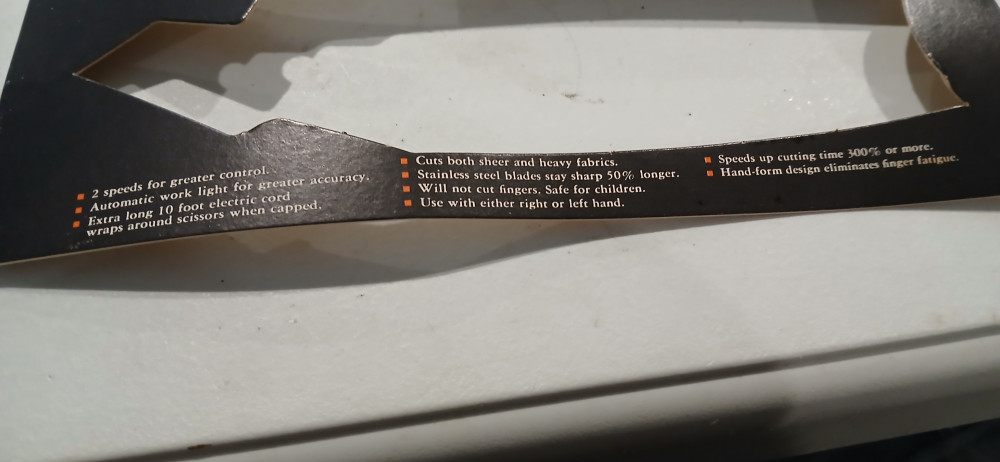 2 speeds for greater control.
Automatic work light for greater accuracy.
Extra long 10 foot electric cord
wraps around scissors when capped.
Cuts both sheer and heavy fabrics.
Stainless steel blades stay sharp 50% longer.
Will not cut fingers. Safe for children.
Use with either right or left hand.
Speeds up cutting time 300% or more.
Hand-form design eliminates finger fatigue.